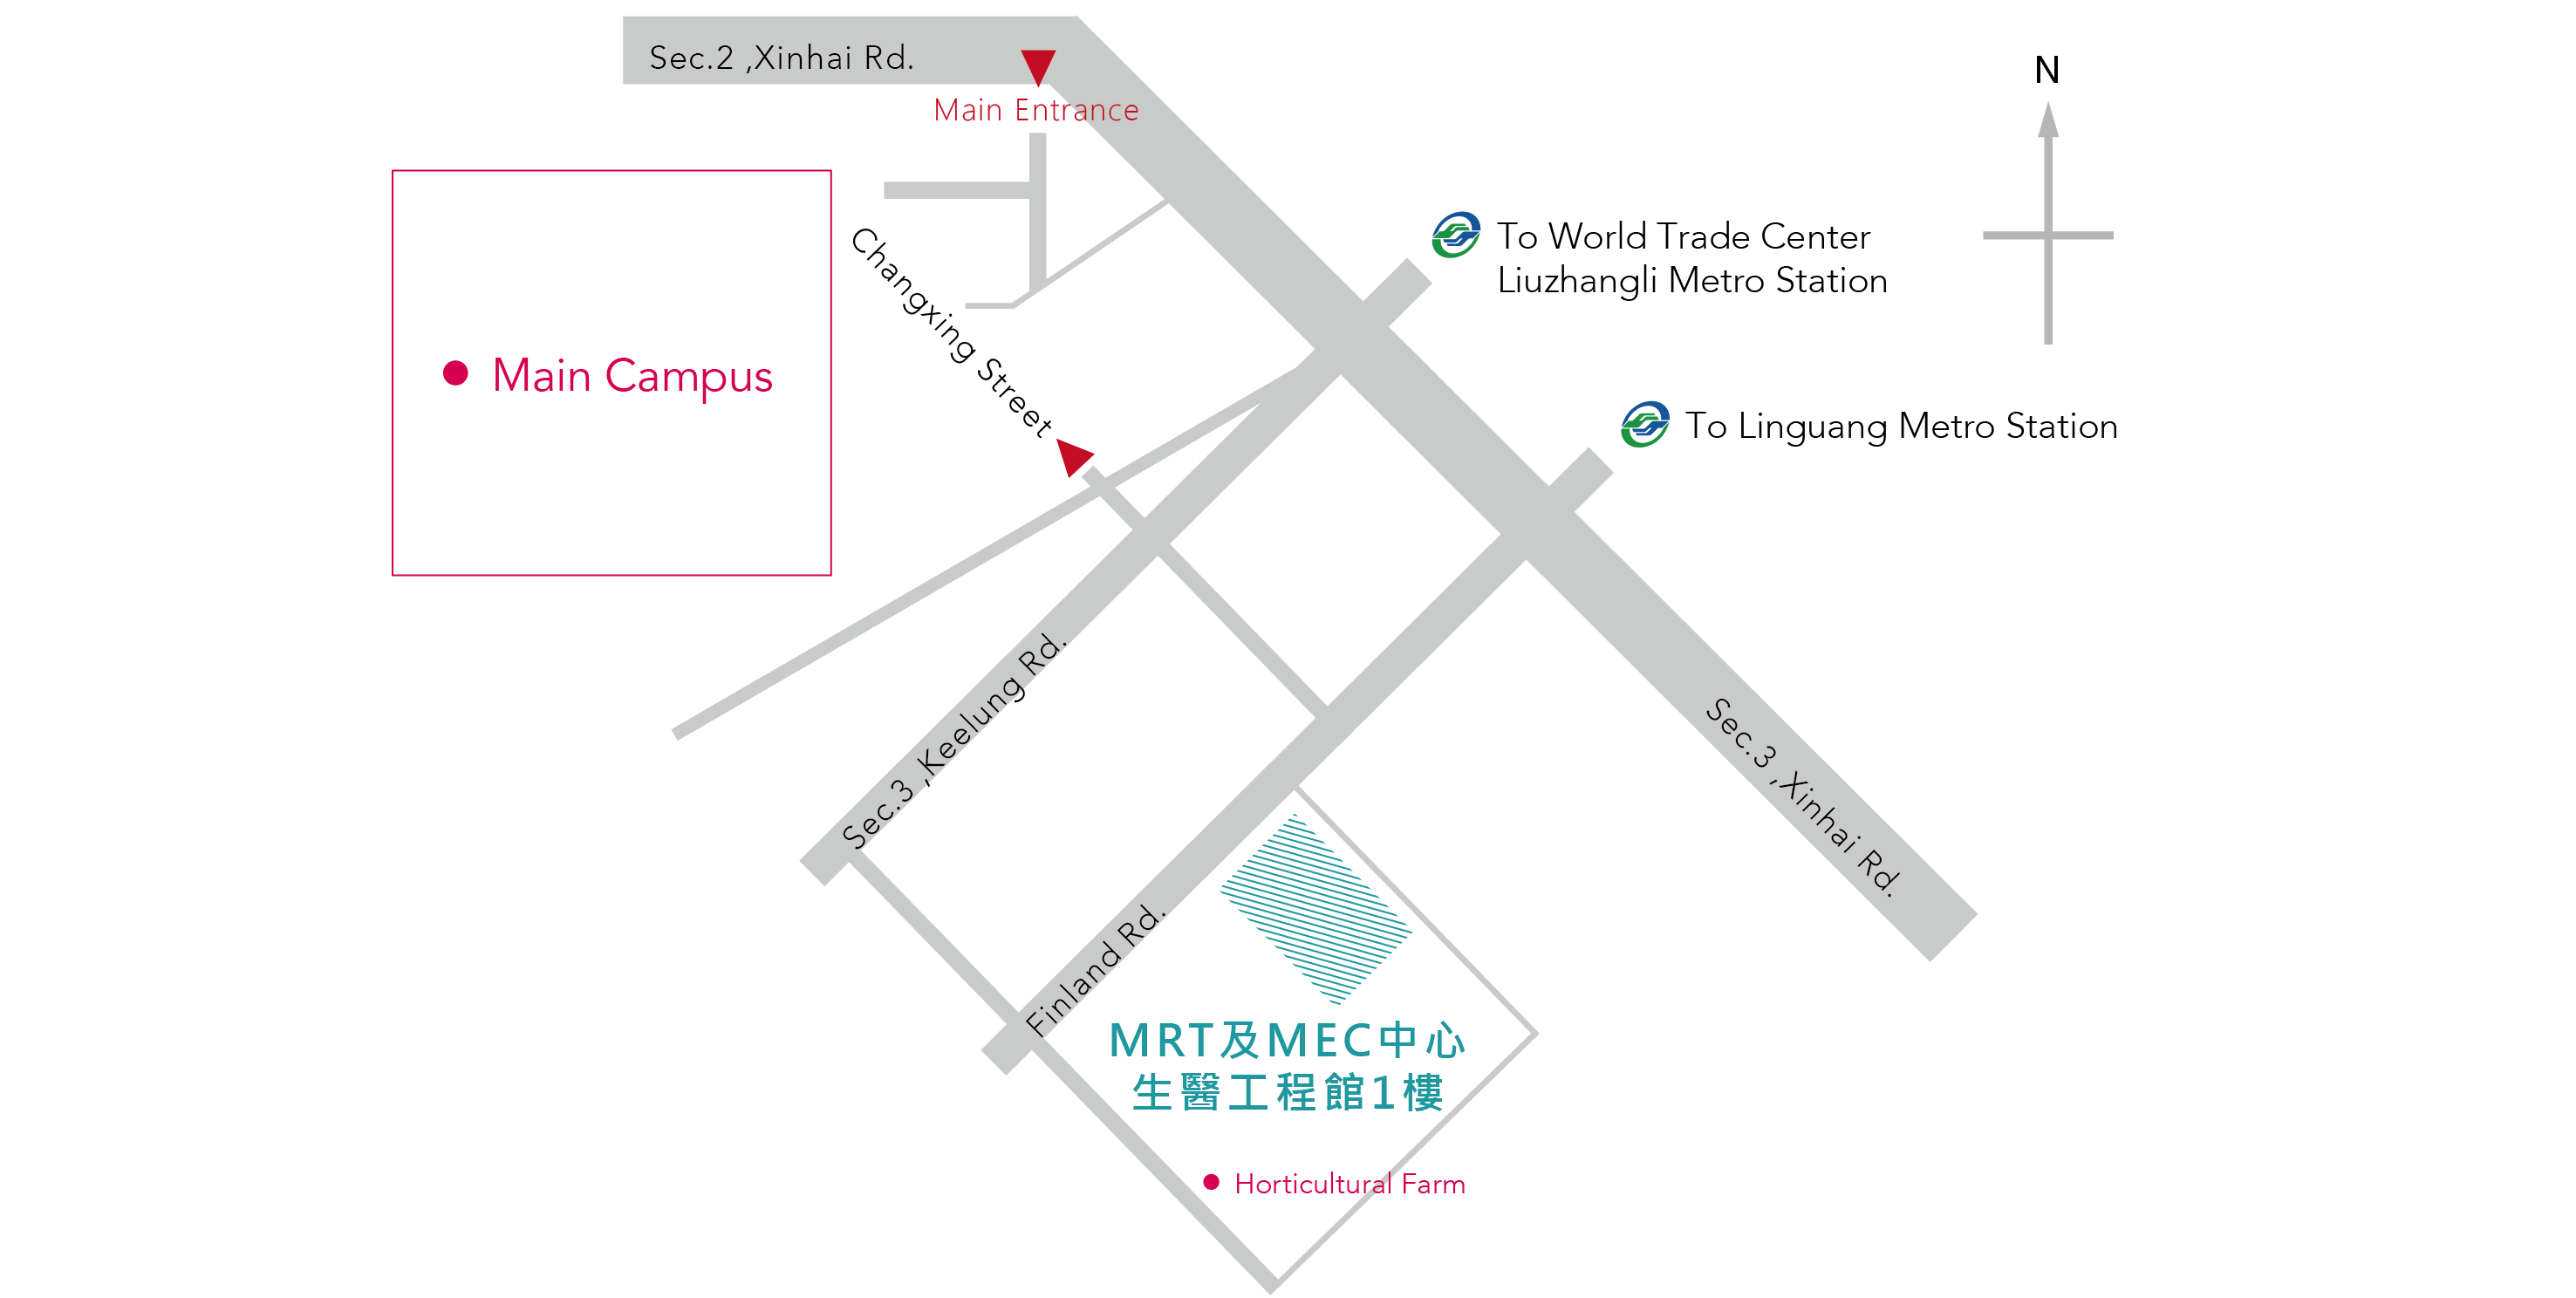 Sec.2 ,Xinhai Rd.
Main Entrance
N
To World Trade Center
Liuzhangli Metro Station
Changxing Street
Main Campus
To Linguang Metro Station
Sec.3 ,Keelung Rd.
Sec.3 ,Xinhai Rd.
Finland Rd.
MRT及MEC中心
生醫工程館1樓
Horticultural Farm